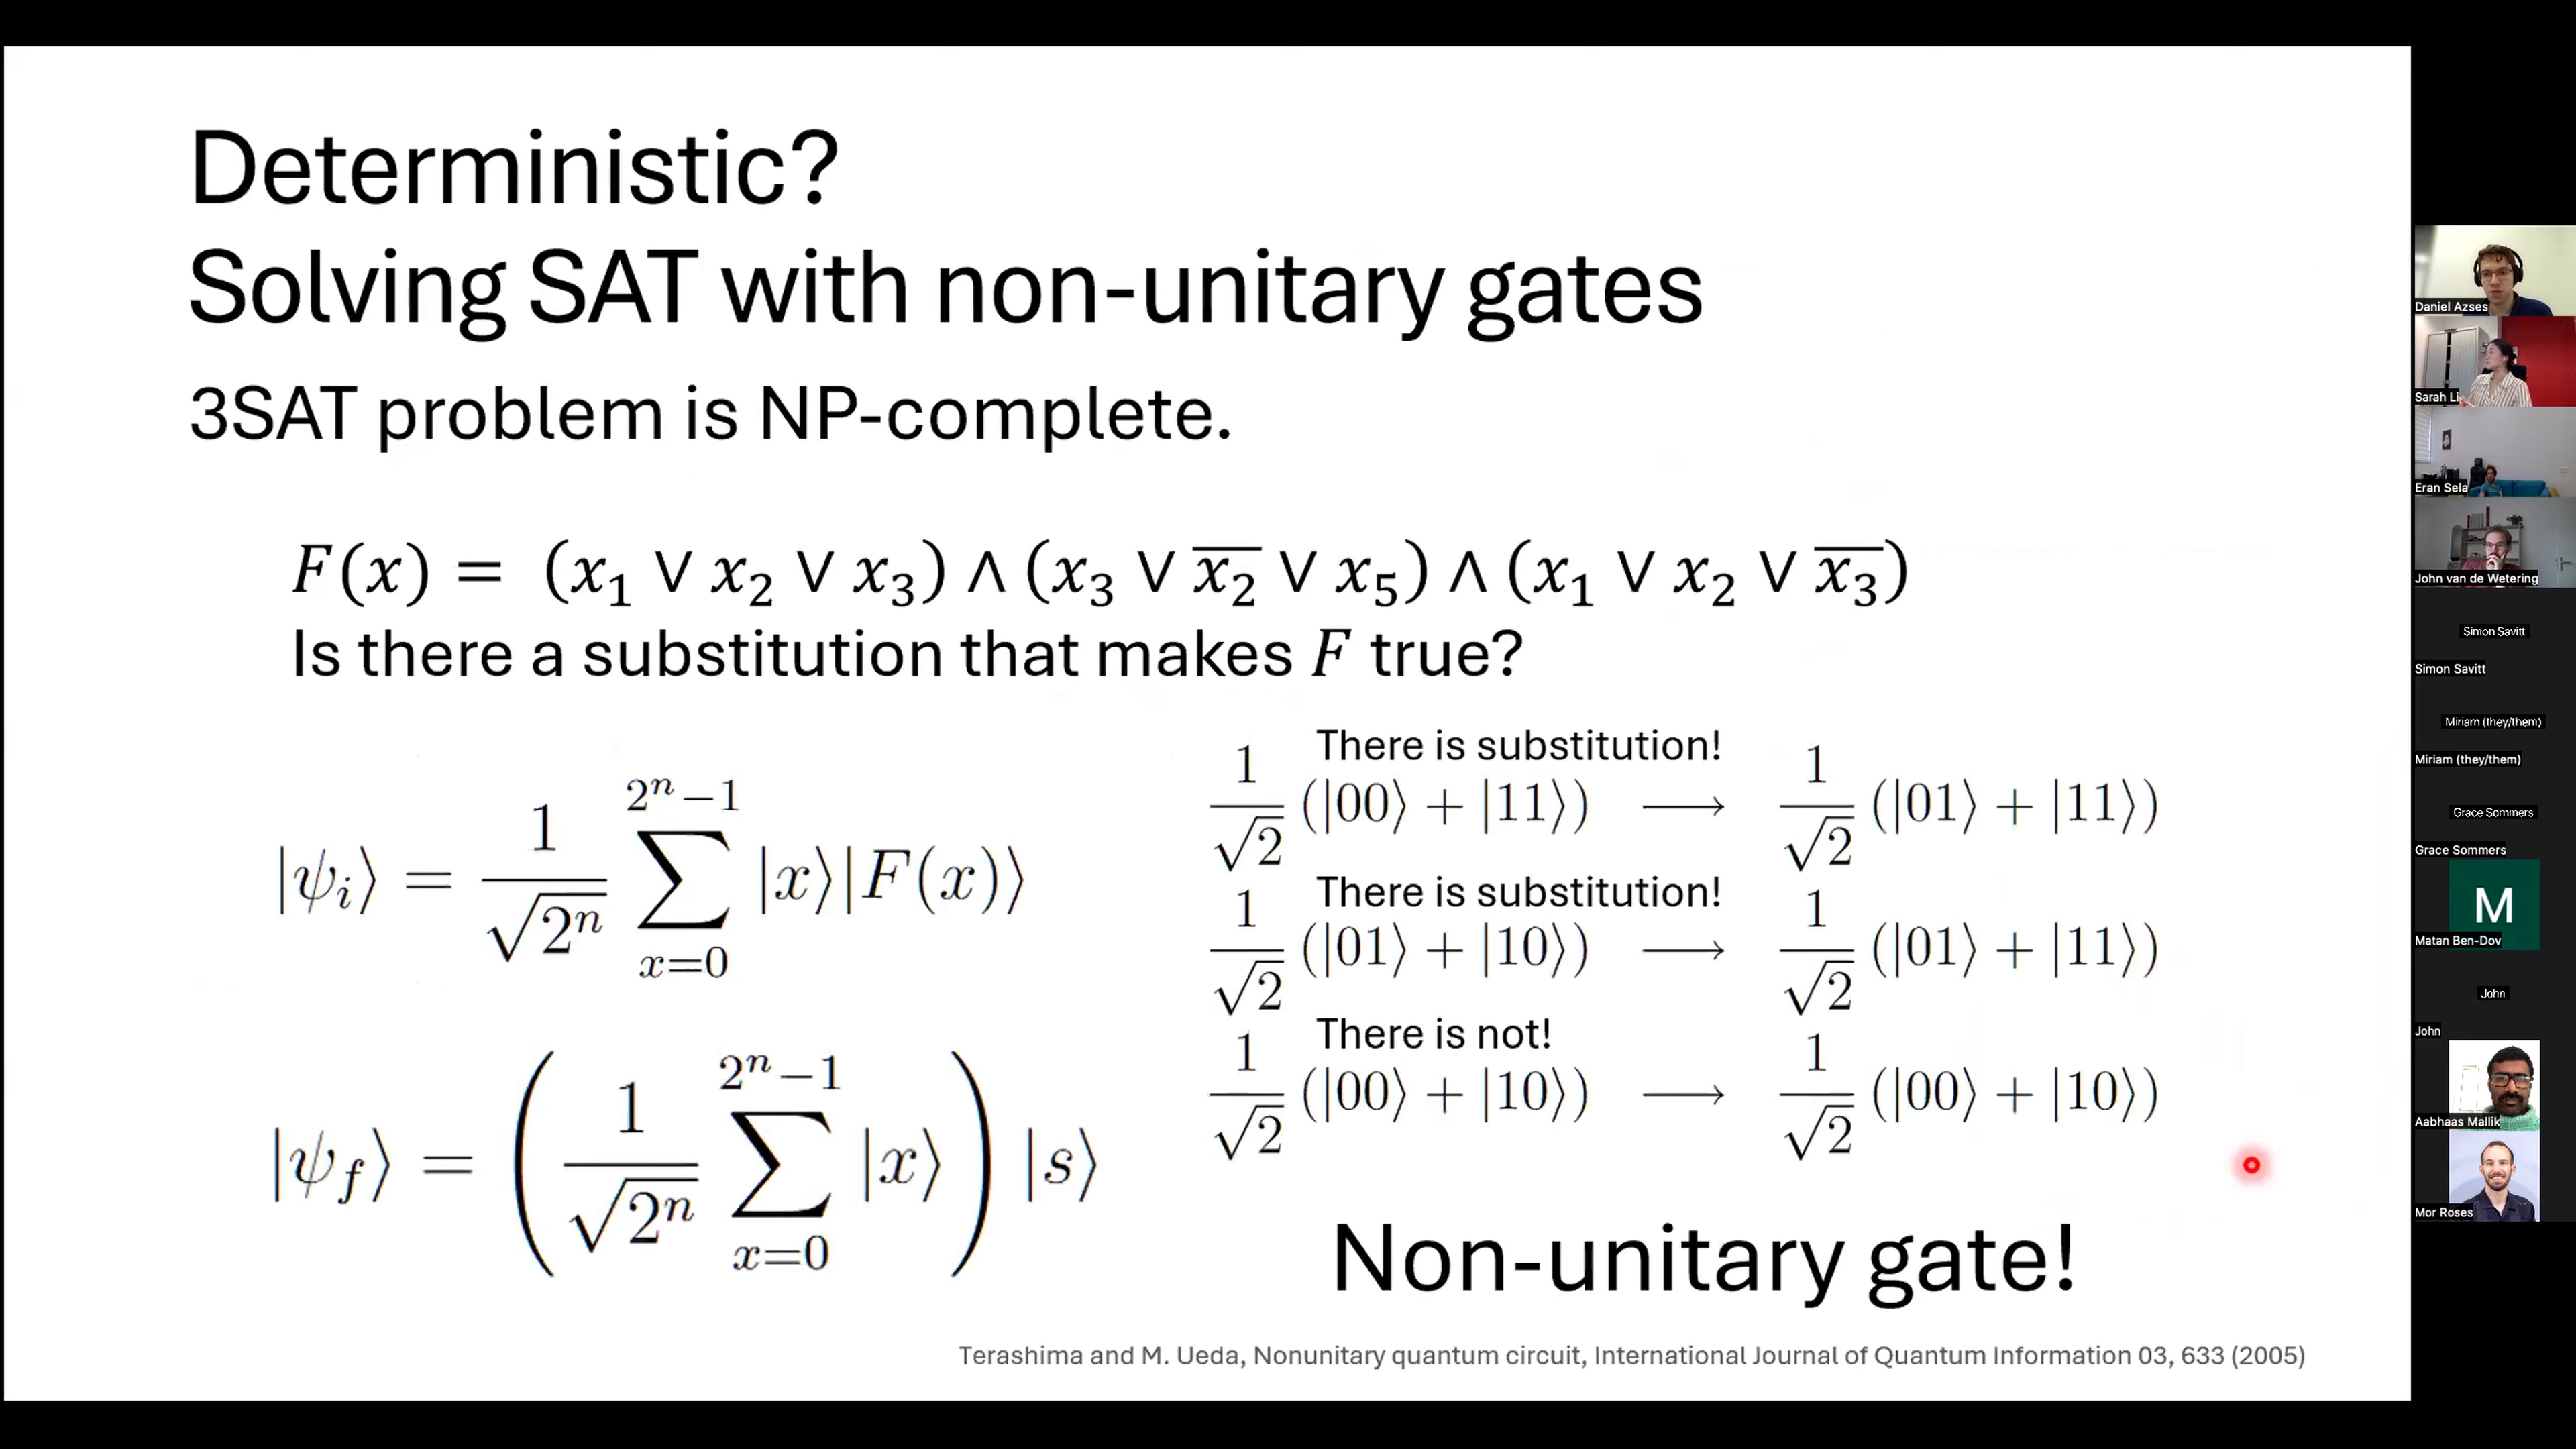 Deterministic?
Solving SAT with non-unitary gates
3SAT problem is NP-complete.
F(x) = (x₁ ∨ x₂ ∨ x₃) ∧ (x₃ ∨ x̅₂ ∨ x₅) ∧ (x₁ ∨ x₂ ∨ x̅₃)
Is there a substitution that makes F true?
|ψᵢ⟩ = 1/√2ⁿ ∑_{x=0}^{2ⁿ−1} |x⟩|F(x)⟩
|ψ_f⟩ = (1/√2ⁿ ∑_{x=0}^{2ⁿ−1} |x⟩) |s⟩
There is substitution!
1/√2 (|00⟩ + |11⟩) ⟶ 1/√2 (|01⟩ + |11⟩)
There is substitution!
1/√2 (|01⟩ + |10⟩) ⟶ 1/√2 (|01⟩ + |11⟩)
There is not!
1/√2 (|00⟩ + |10⟩) ⟶ 1/√2 (|00⟩ + |10⟩)
Non-unitary gate!
Terashima and M. Ueda, Nonunitary quantum circuit, International Journal of Quantum Information 03, 633 (2005)
Daniel Azses
Sarah Li
Eran Sela
John van de Wetering
Simon Savitt
Simon Savitt
Miriam (they/them)
Miriam (they/them)
Grace Sommers
Grace Sommers
M
Matan Ben-Dov
John
John
Aabhaas Mallik
Mor Roses